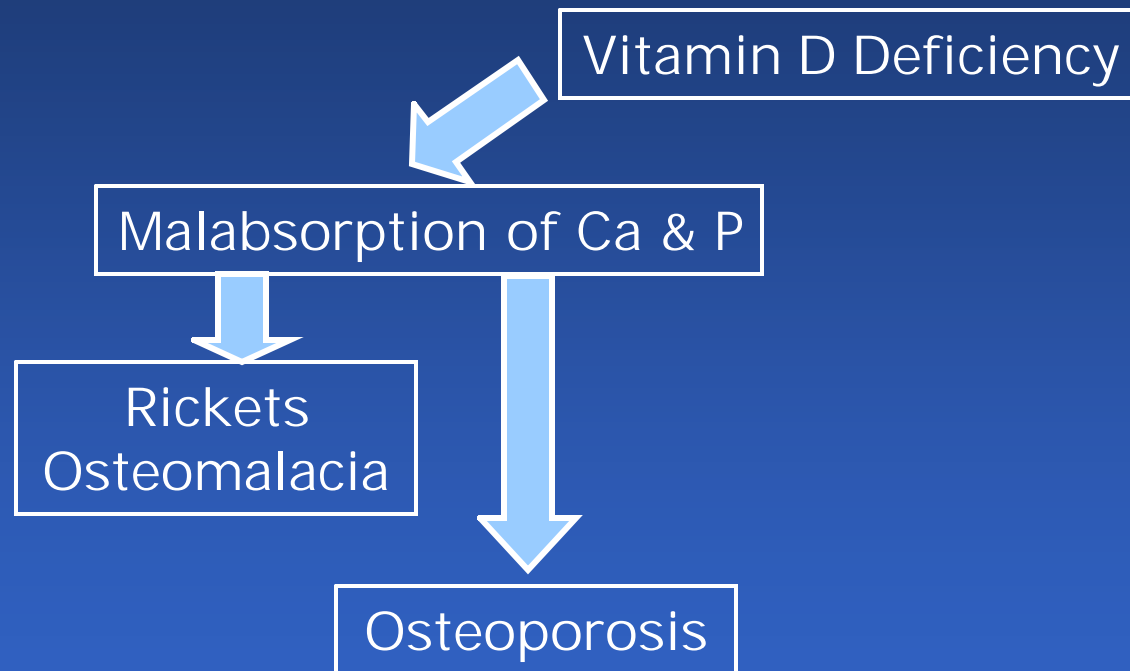 Vitamin D Deficiency
Malabsorption of Ca & P
Rickets
Osteomalacia
Osteoporosis